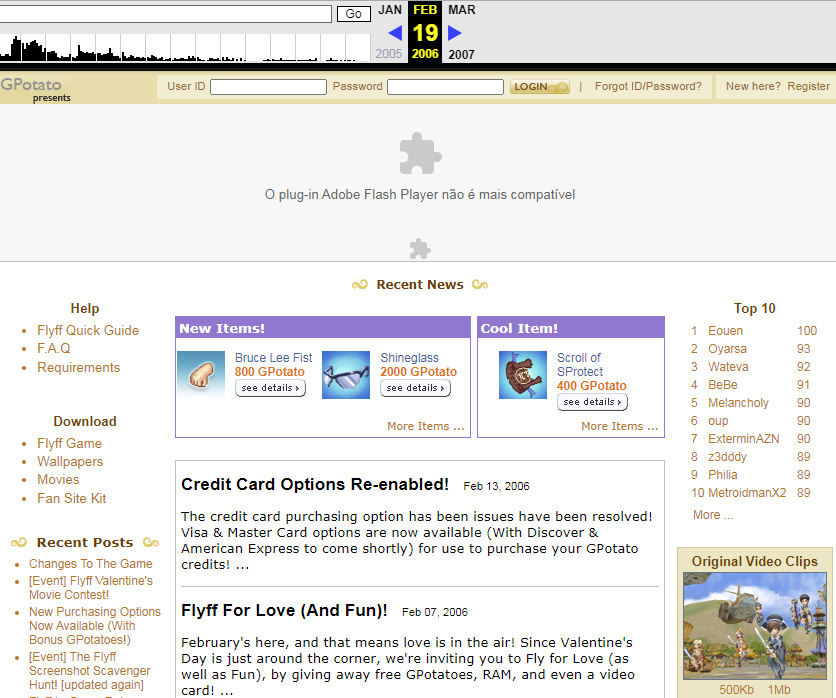 Go
JAN FEB MAR
19
2005 2006 2007
GPotato
presents
User ID Password LOGIN | Forgot ID/Password? New here? Register
O plug-in Adobe Flash Player não é mais compatível
Recent News
Help
Flyff Quick Guide
F.A.Q
Requirements
Download
Flyff Game
Wallpapers
Movies
Fan Site Kit
Recent Posts
Changes To The Game
[Event] Flyff Valentine's
Movie Contest!
New Purchasing Options
Now Available (With
Bonus GPotatoes!)
[Event] The Flyff
Screenshot Scavenger
Hunt! [updated again]
New Items!
Bruce Lee Fist
800 GPotato
see details ›
Shineglass
2000 GPotato
see details ›
More Items ...
Cool Item!
Scroll of
SProtect
400 GPotato
see details ›
More Items ...
Credit Card Options Re-enabled! Feb 13, 2006
The credit card purchasing option has been issues have been resolved!
Visa & Master Card options are now available (With Discover &
American Express to come shortly) for use to purchase your GPotato
credits! ...
Flyff For Love (And Fun)! Feb 07, 2006
February's here, and that means love is in the air! Since Valentine's
Day is just around the corner, we're inviting you to Fly for Love (as
well as Fun), by giving away free GPotatoes, RAM, and even a video
card! ...
Top 10
1 Eouen 100
2 Oyarsa 93
3 Wateva 92
4 BeBe 91
5 Melancholy 90
6 oup 90
7 ExterminAZN 90
8 z3dddy 89
9 Philia 89
10 MetroidmanX2 89
More ...
Original Video Clips
500Kb 1Mb